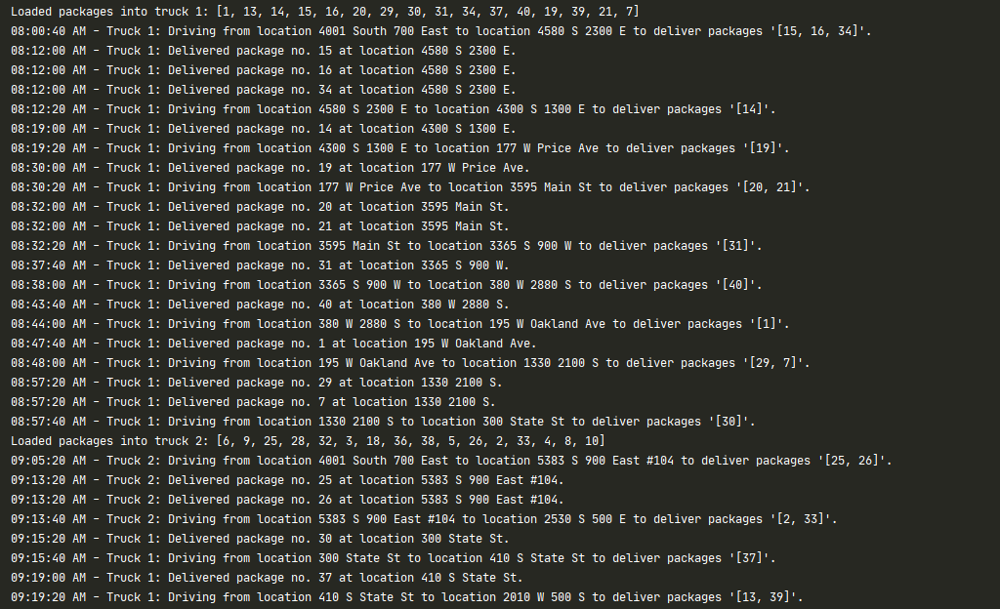 Loaded packages into truck 1: [1, 13, 14, 15, 16, 20, 29, 30, 31, 34, 37, 40, 19, 39, 21, 7]
08:00:40 AM - Truck 1: Driving from location 4001 South 700 East to location 4580 S 2300 E to deliver packages '[15, 16, 34]'.
08:12:00 AM - Truck 1: Delivered package no. 15 at location 4580 S 2300 E.
08:12:00 AM - Truck 1: Delivered package no. 16 at location 4580 S 2300 E.
08:12:00 AM - Truck 1: Delivered package no. 34 at location 4580 S 2300 E.
08:12:20 AM - Truck 1: Driving from location 4580 S 2300 E to location 4300 S 1300 E to deliver packages '[14]'.
08:19:00 AM - Truck 1: Delivered package no. 14 at location 4300 S 1300 E.
08:19:20 AM - Truck 1: Driving from location 4300 S 1300 E to location 177 W Price Ave to deliver packages '[19]'.
08:30:00 AM - Truck 1: Delivered package no. 19 at location 177 W Price Ave.
08:30:20 AM - Truck 1: Driving from location 177 W Price Ave to location 3595 Main St to deliver packages '[20, 21]'.
08:32:00 AM - Truck 1: Delivered package no. 20 at location 3595 Main St.
08:32:00 AM - Truck 1: Delivered package no. 21 at location 3595 Main St.
08:32:20 AM - Truck 1: Driving from location 3595 Main St to location 3365 S 900 W to deliver packages '[31]'.
08:37:40 AM - Truck 1: Delivered package no. 31 at location 3365 S 900 W.
08:38:00 AM - Truck 1: Driving from location 3365 S 900 W to location 380 W 2880 S to deliver packages '[40]'.
08:43:40 AM - Truck 1: Delivered package no. 40 at location 380 W 2880 S.
08:44:00 AM - Truck 1: Driving from location 380 W 2880 S to location 195 W Oakland Ave to deliver packages '[1]'.
08:47:40 AM - Truck 1: Delivered package no. 1 at location 195 W Oakland Ave.
08:48:00 AM - Truck 1: Driving from location 195 W Oakland Ave to location 1330 2100 S to deliver packages '[29, 7]'.
08:57:20 AM - Truck 1: Delivered package no. 29 at location 1330 2100 S.
08:57:20 AM - Truck 1: Delivered package no. 7 at location 1330 2100 S.
08:57:40 AM - Truck 1: Driving from location 1330 2100 S to location 300 State St to deliver packages '[30]'.
Loaded packages into truck 2: [6, 9, 25, 28, 32, 3, 18, 36, 38, 5, 26, 2, 33, 4, 8, 10]
09:05:20 AM - Truck 2: Driving from location 4001 South 700 East to location 5383 S 900 East #104 to deliver packages '[25, 26]'.
09:13:20 AM - Truck 2: Delivered package no. 25 at location 5383 S 900 East #104.
09:13:20 AM - Truck 2: Delivered package no. 26 at location 5383 S 900 East #104.
09:13:40 AM - Truck 2: Driving from location 5383 S 900 East #104 to location 2530 S 500 E to deliver packages '[2, 33]'.
09:15:20 AM - Truck 1: Delivered package no. 30 at location 300 State St.
09:15:40 AM - Truck 1: Driving from location 300 State St to location 410 S State St to deliver packages '[37]'.
09:19:00 AM - Truck 1: Delivered package no. 37 at location 410 S State St.
09:19:20 AM - Truck 1: Driving from location 410 S State St to location 2010 W 500 S to deliver packages '[13, 39]'.